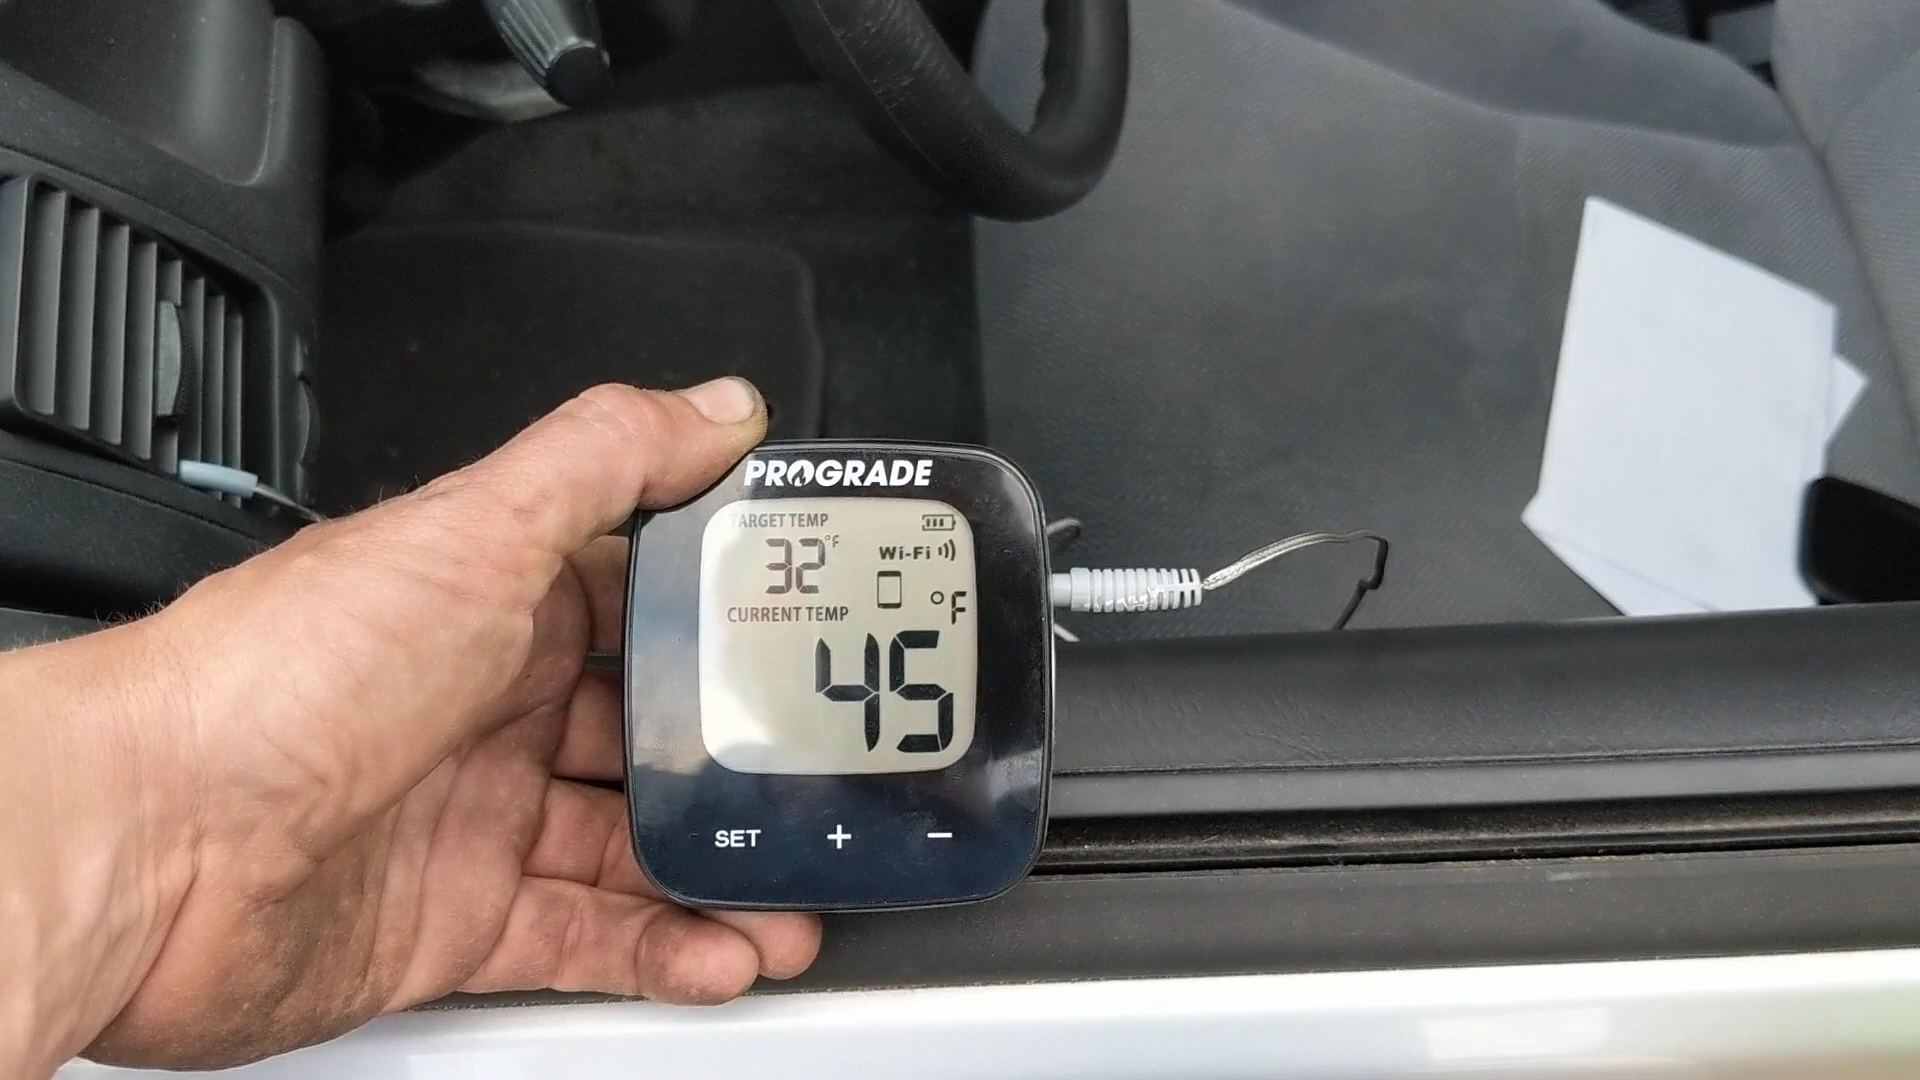 PROGRADE
TARGET TEMP
32°F
Wi-Fi
CURRENT TEMP
°F
45
SET + −